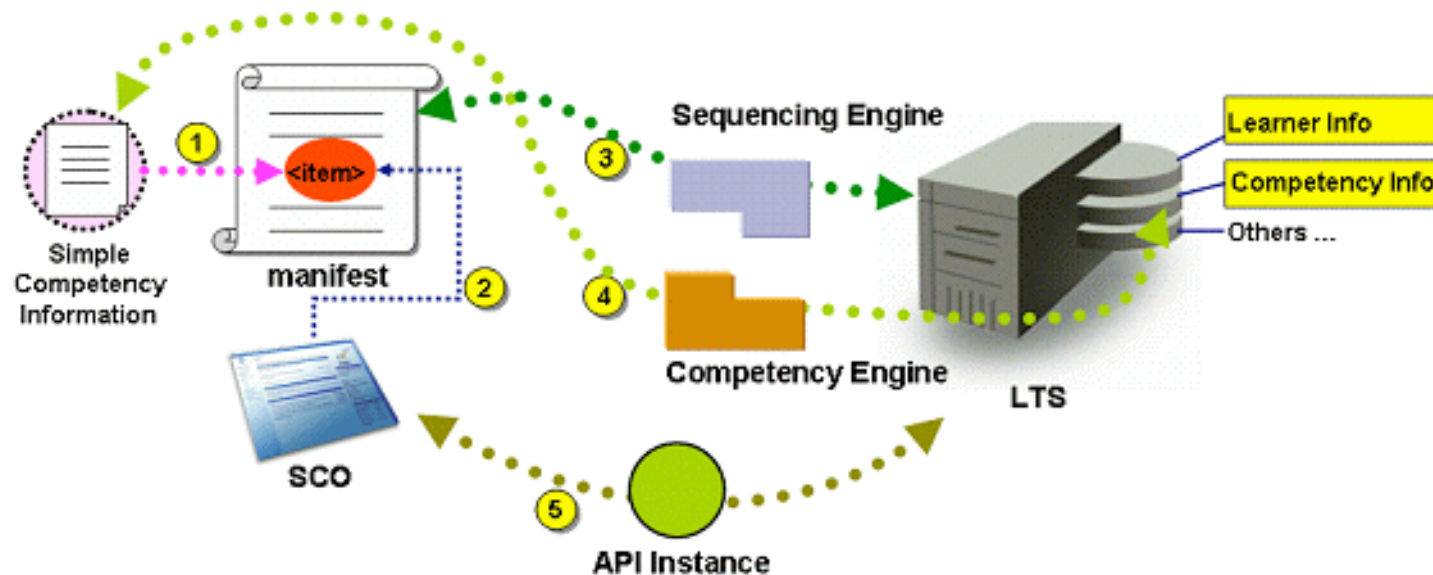 Sequencing Engine
Learner Info
Competency Info
Others ...
1
<item>
3
Simple
Competency
Information
manifest
2
4
Competency Engine
LTS
SCO
5
API Instance